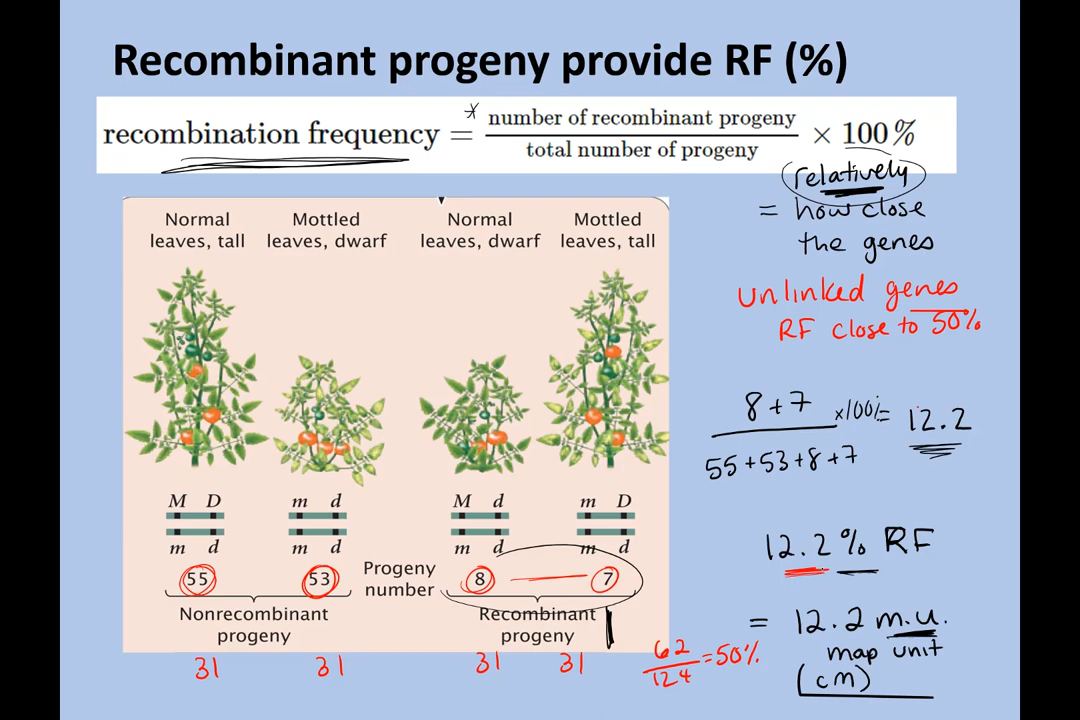 Recombinant progeny provide RF (%)
recombination frequency = number of recombinant progeny / total number of progeny × 100%
relatively
= how close
the genes
unlinked genes
RF close to 50%
Normal leaves, tall
Mottled leaves, dwarf
Normal leaves, dwarf
Mottled leaves, tall
8+7 / 55+53+8+7 ×100%= 12.2
M D
m d
M d
m D
m d
m d
m d
m d
12.2% RF
55
53
Progeny number
8
7
Nonrecombinant progeny
Recombinant progeny
= 12.2 m.u.
map unit
(cm)
31
31
31
31
62/124 = 50%